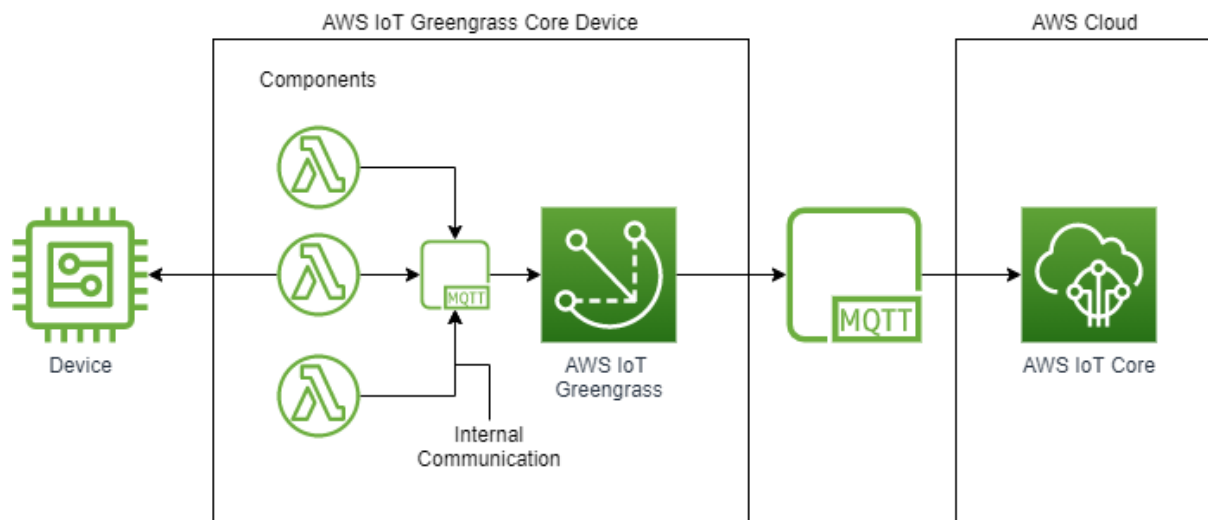 AWS IoT Greengrass Core Device
AWS Cloud
Components
MQTT
MQTT
Device
AWS IoT
Greengrass
AWS IoT Core
Internal
Communication